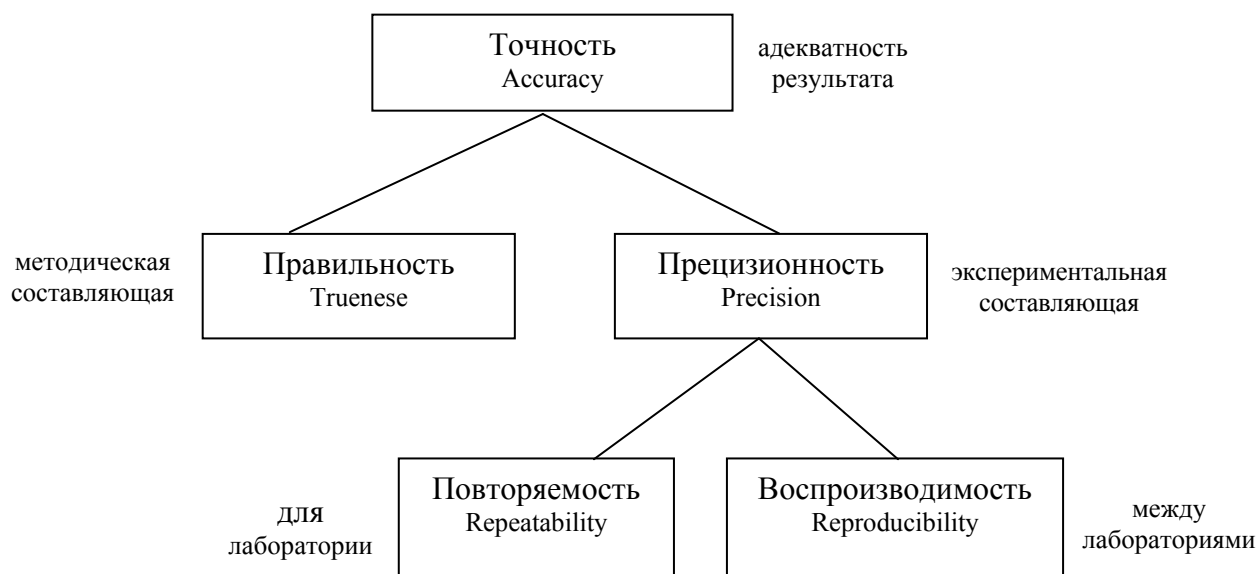 Точность
Accuracy
адекватность
результата
методическая
составляющая
Правильность
Truenese
Прецизионность
Precision
экспериментальная
составляющая
для
лаборатории
Повторяемость
Repeatability
Воспроизводимость
Reproducibility
между
лабораториями